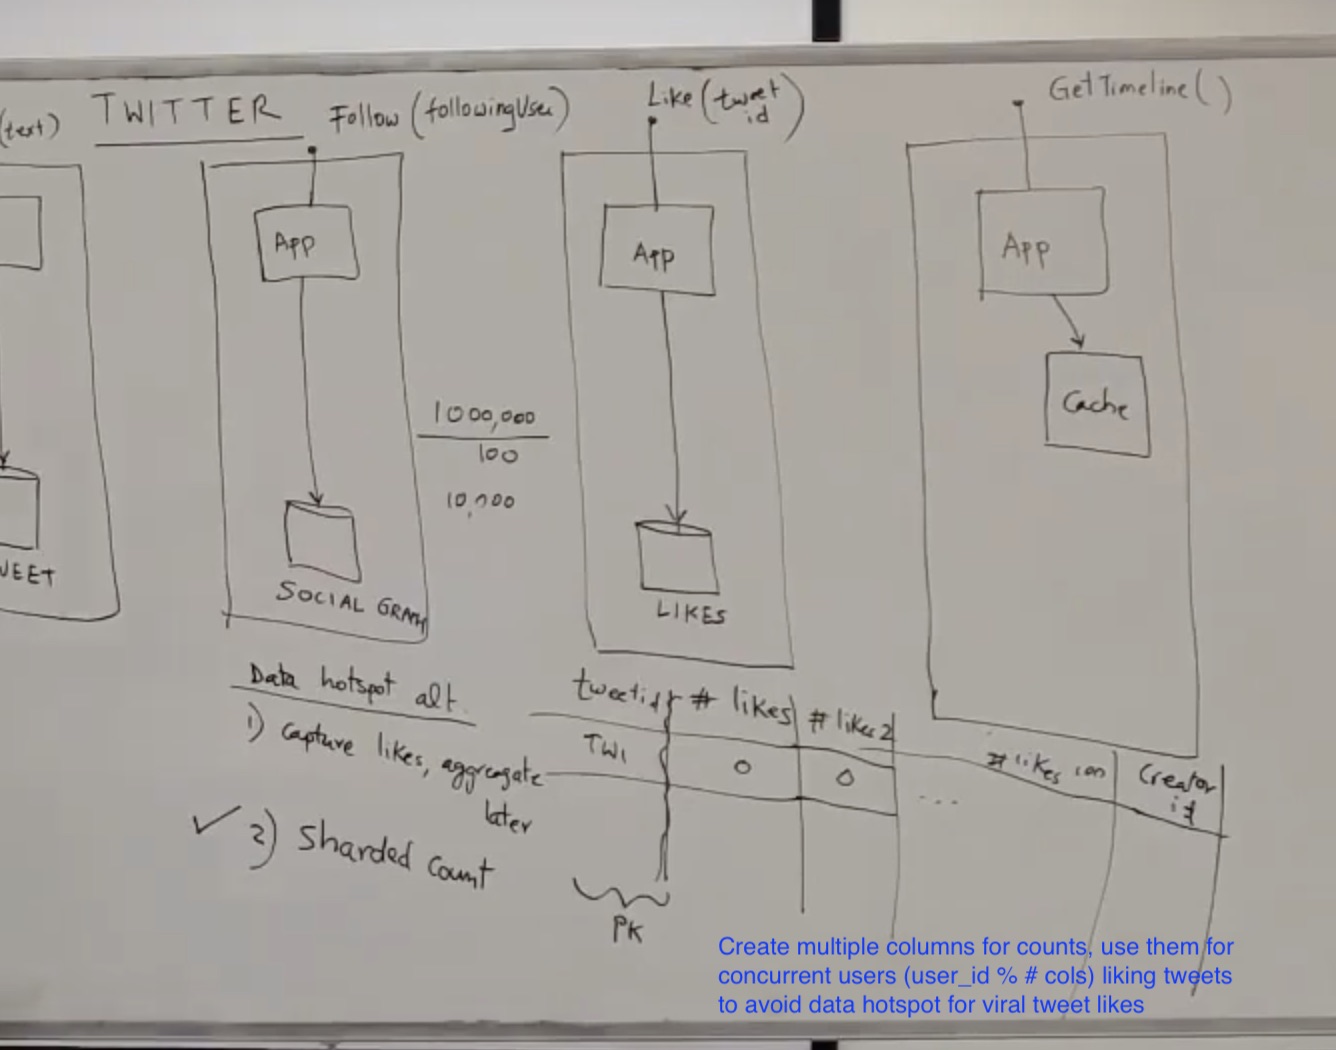 (text)
TWITTER
Follow (followingUser)
Like (tweet
id)
GetTimeline()
App
App
App
Cache
1000,000
100
10,000
SOCIAL GRAPH
LIKES
Data hotspot alt.
1) capture likes, aggregate
later
2) Sharded count
tweetid # likes # likes 2 # likes 100 Creator
id
TW1 0 0 ...
PK
Create multiple columns for counts, use them for
concurrent users (user_id % # cols) liking tweets
to avoid data hotspot for viral tweet likes